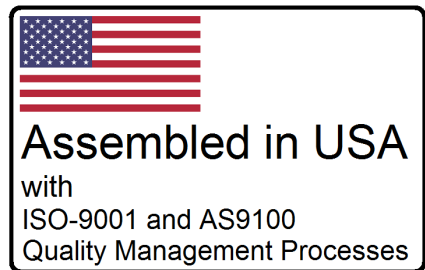 Assembled in USA
with
ISO-9001 and AS9100
Quality Management Processes